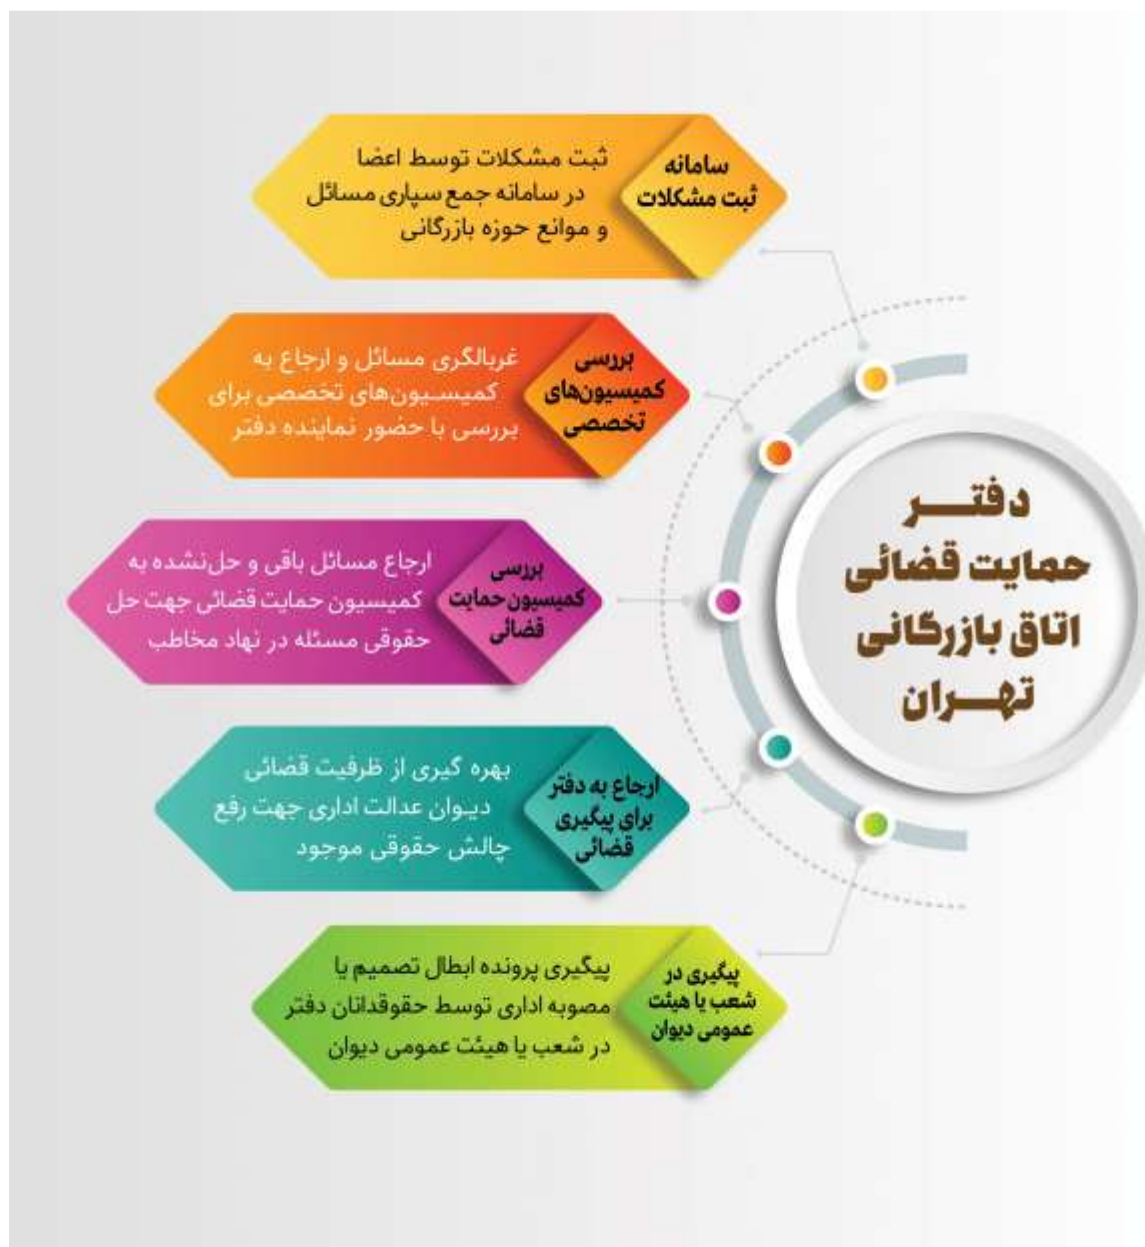 دفتر
حمایت قضائی
اتاق بازرگانی
تهران
سامانه
ثبت مشکلات
ثبت مشکلات توسط اعضا
در سامانه جمع سپاری مسائل
و موانع حوزه بازرگانی
بررسی
کمیسیون‌های
تخصصی
غربالگری مسائل و ارجاع به
کمیسیون‌های تخصصی برای
بررسی با حضور نماینده دفتر
بررسی
کمیسیون حمایت
قضائی
ارجاع مسائل باقی و حل‌نشده به
کمیسیون حمایت قضائی جهت حل
حقوقی مسئله در نهاد مخاطب
ارجاع به دفتر
برای پیگیری
قضائی
بهره گیری از ظرفیت قضائی
دیوان عدالت اداری جهت رفع
چالش حقوقی موجود
پیگیری در
شعب یا هیئت
عمومی دیوان
پیگیری پرونده ابطال تصمیم یا
مصوبه اداری توسط حقوقدانان دفتر
در شعب یا هیئت عمومی دیوان